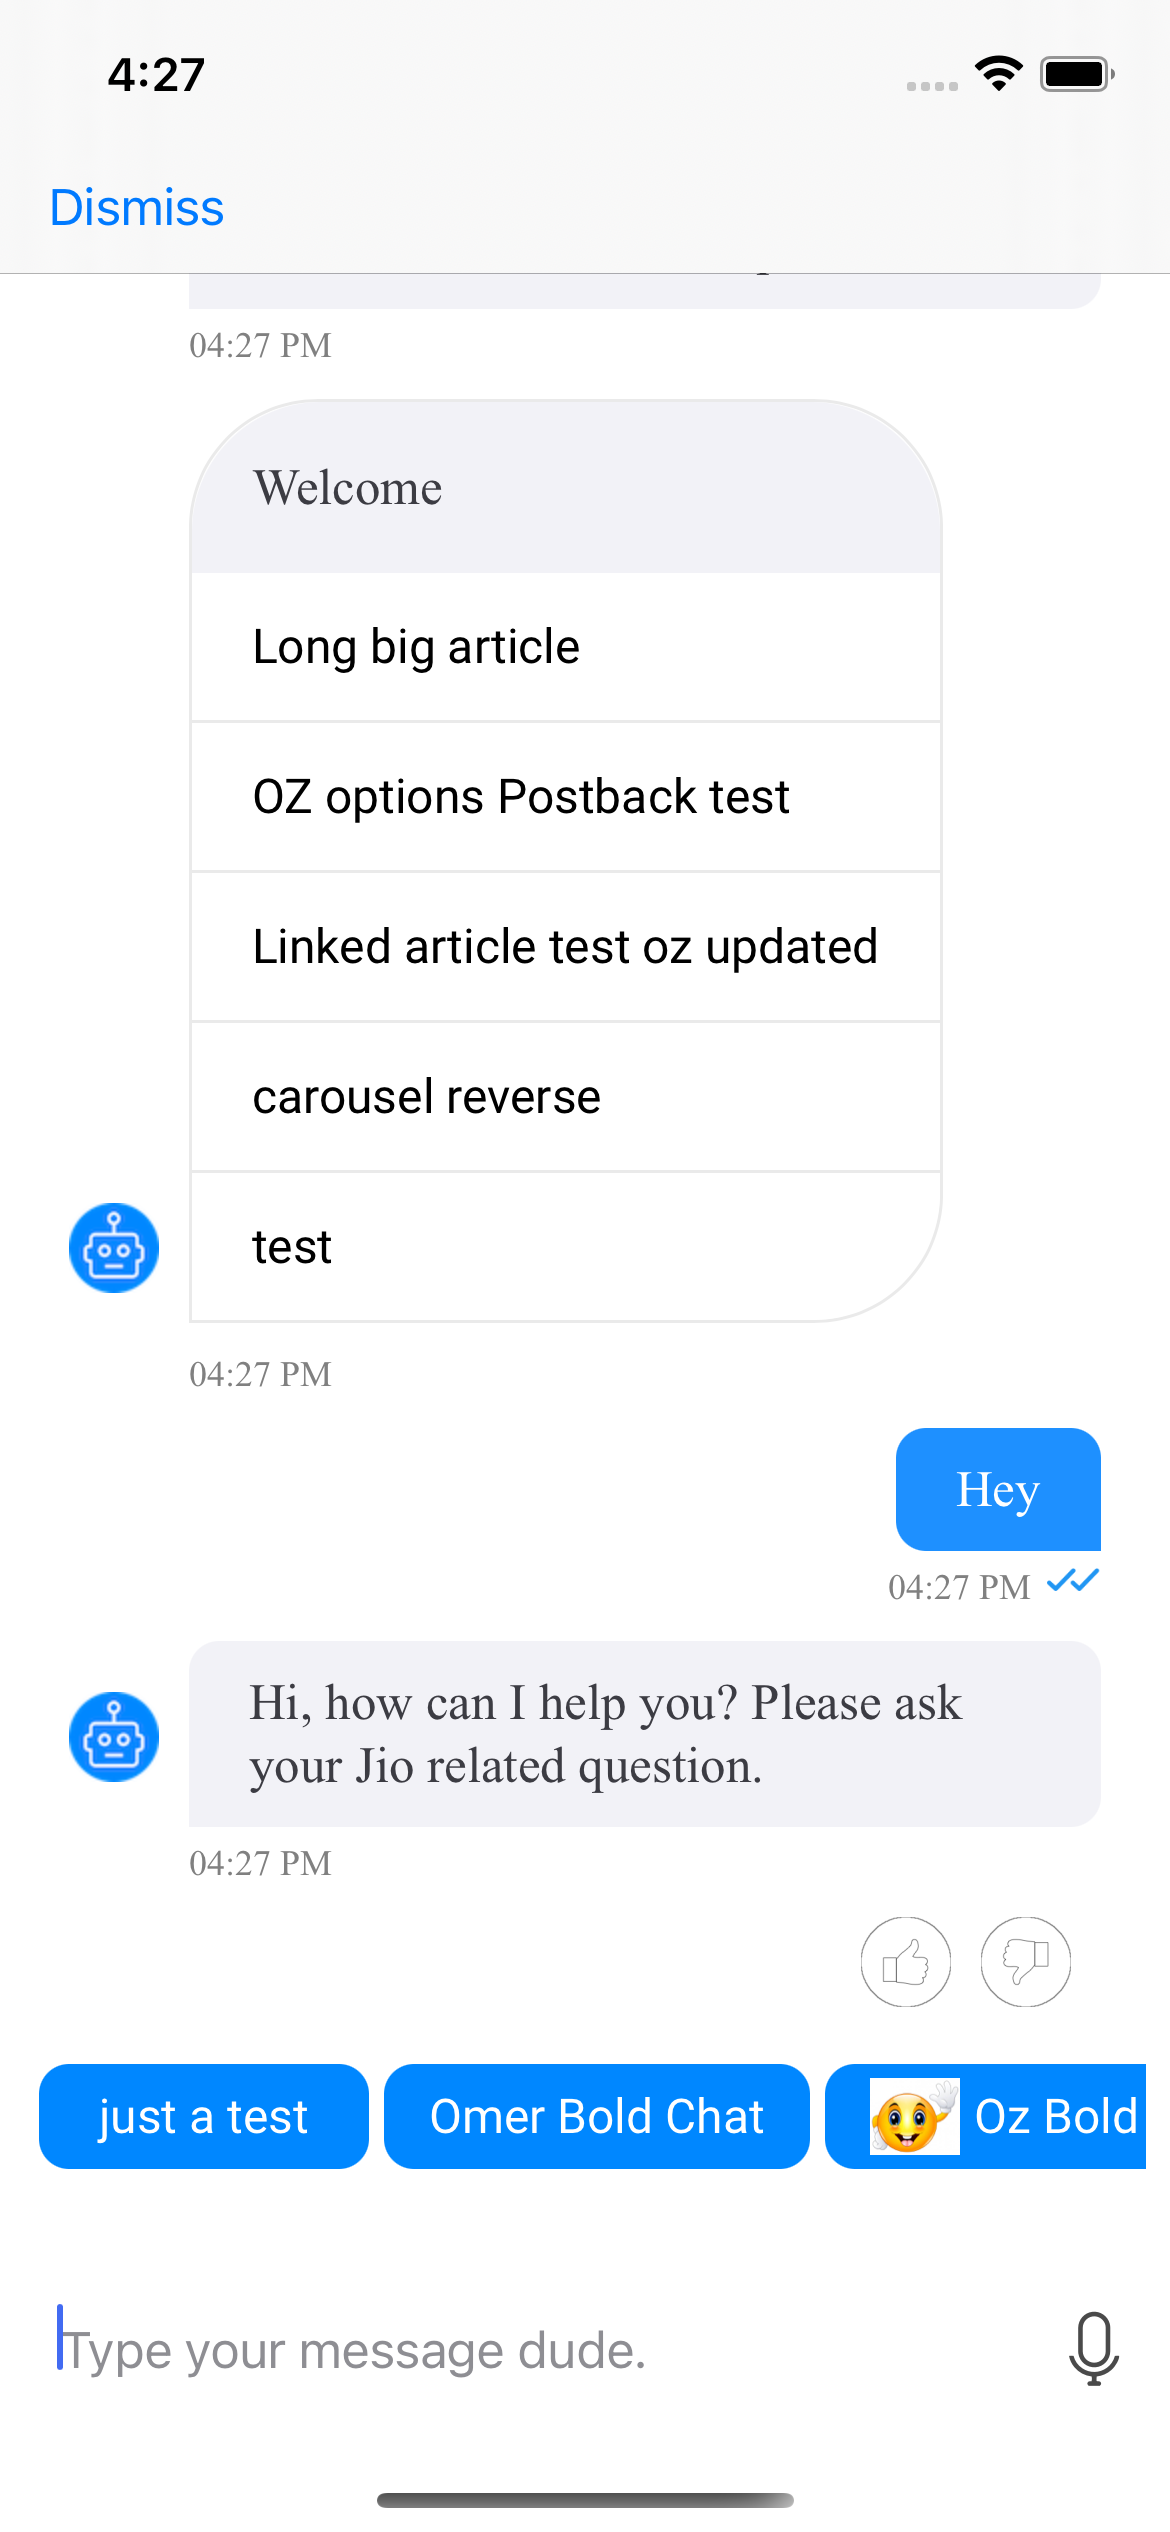 4:27
Dismiss
04:27 PM
Welcome
Long big article
OZ options Postback test
Linked article test oz updated
carousel reverse
test
04:27 PM
Hey
04:27 PM
Hi, how can I help you? Please ask
your Jio related question.
04:27 PM
just a test
Omer Bold Chat
Oz Bold
Type your message dude.